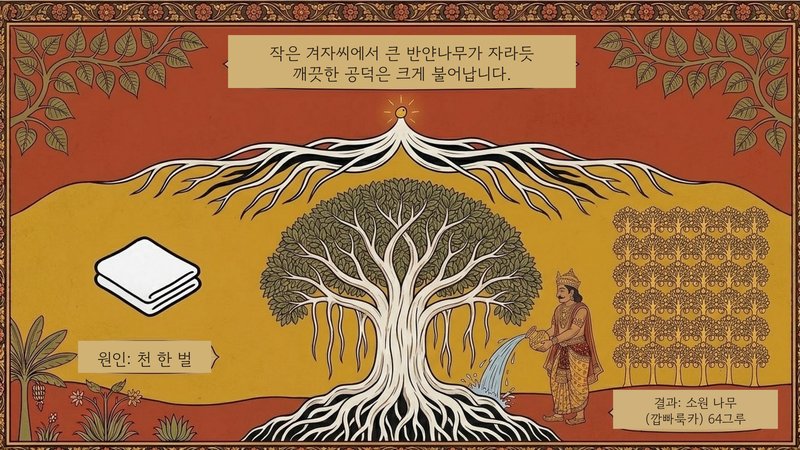 작은 겨자씨에서 큰 반얀나무가 자라듯
깨끗한 공덕은 크게 불어납니다.
원인: 천 한 벌
결과: 소원 나무
(깝빠룩카) 64그루